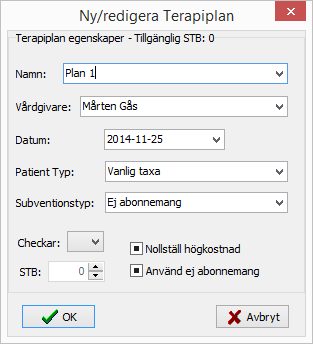 Ny/redigera Terapiplan
Terapiplan egenskaper - Tillgänglig STB: 0
Namn: Plan 1
Vårdgivare: Mårten Gås
Datum: 2014-11-25
Patient Typ: Vanlig taxa
Subventionstyp: Ej abonnemang
Checkar: Nollställ högkostnad
STB: 0 Använd ej abonnemang
OK Avbryt